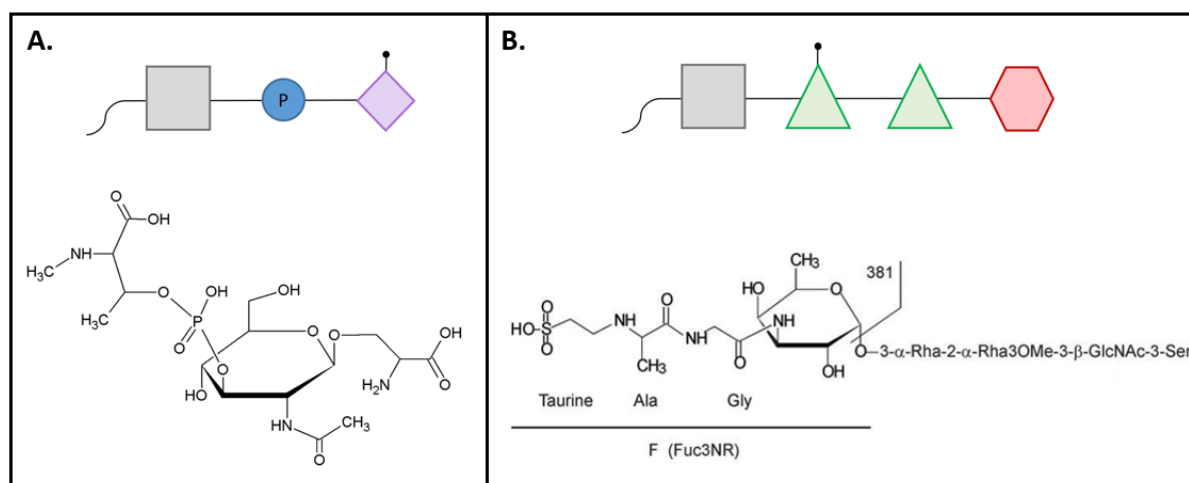 A.
P
O
OH
NH
H₃C
O
H₃C
OH
P
O
O
OH
O
O
OH
O
H₂N
HO
HN
CH₃
O
B.
CH₃
381
HO
O
O
HO
S
O
NH
O
NH
O
NH
CH₃
OH
O–3-α-Rha-2-α-Rha3OMe-3-β-GlcNAc-3-Ser
Taurine Ala Gly
F (Fuc3NR)